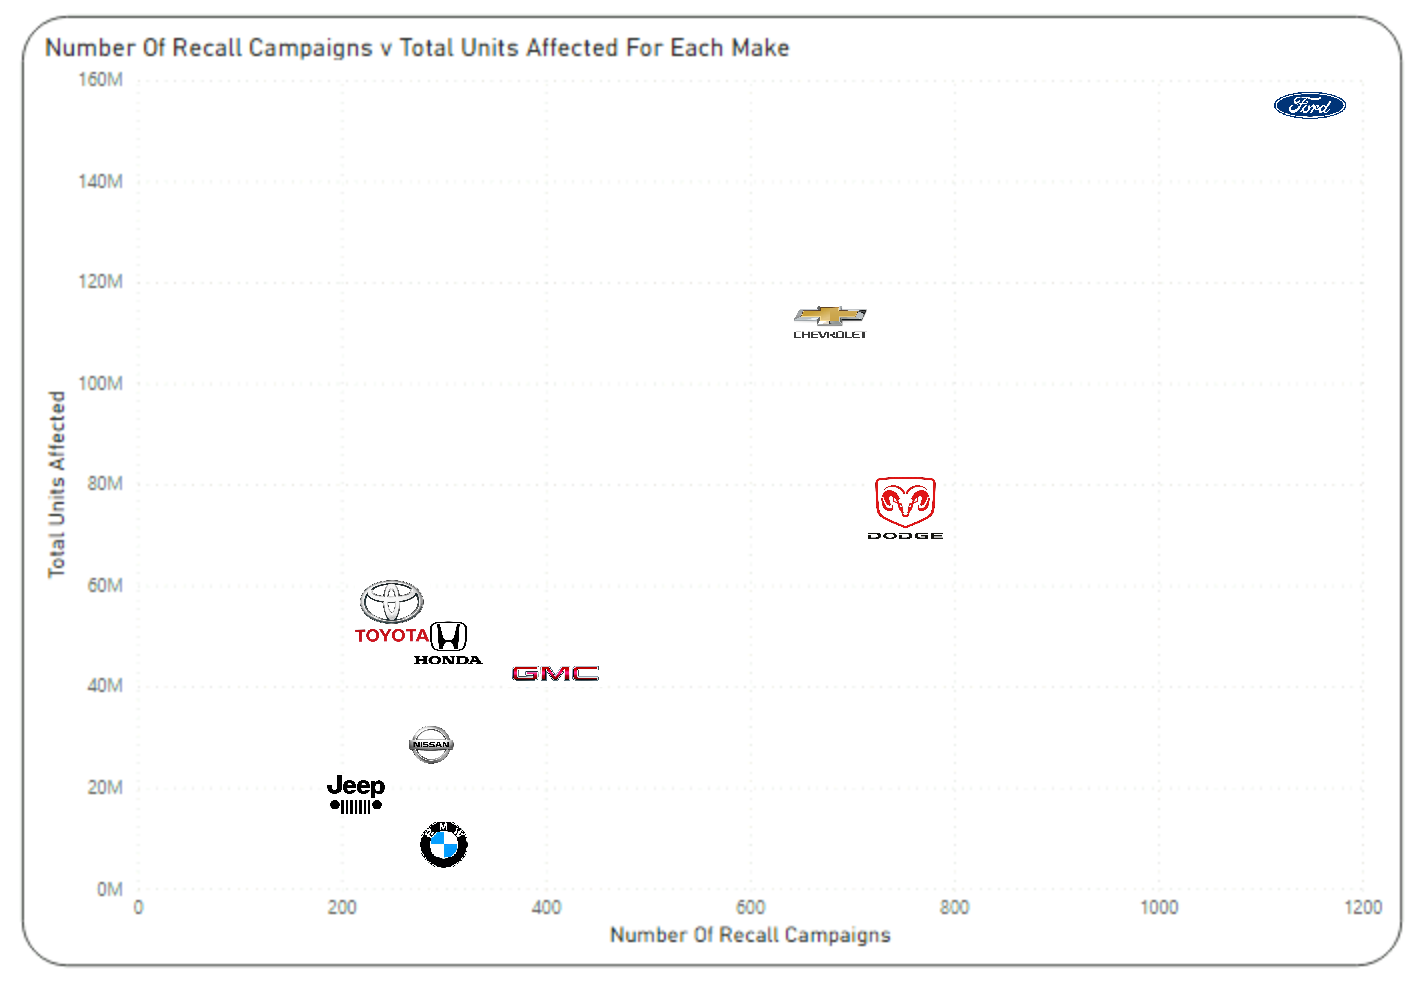 Number Of Recall Campaigns v Total Units Affected For Each Make
160M
Ford
140M
120M
CHEVROLET
100M
Total Units Affected
80M
DODGE
60M
TOYOTA
HONDA
GMC
40M
NISSAN
Jeep
20M
BMW
0M
0 200 400 600 800 1000 1200
Number Of Recall Campaigns